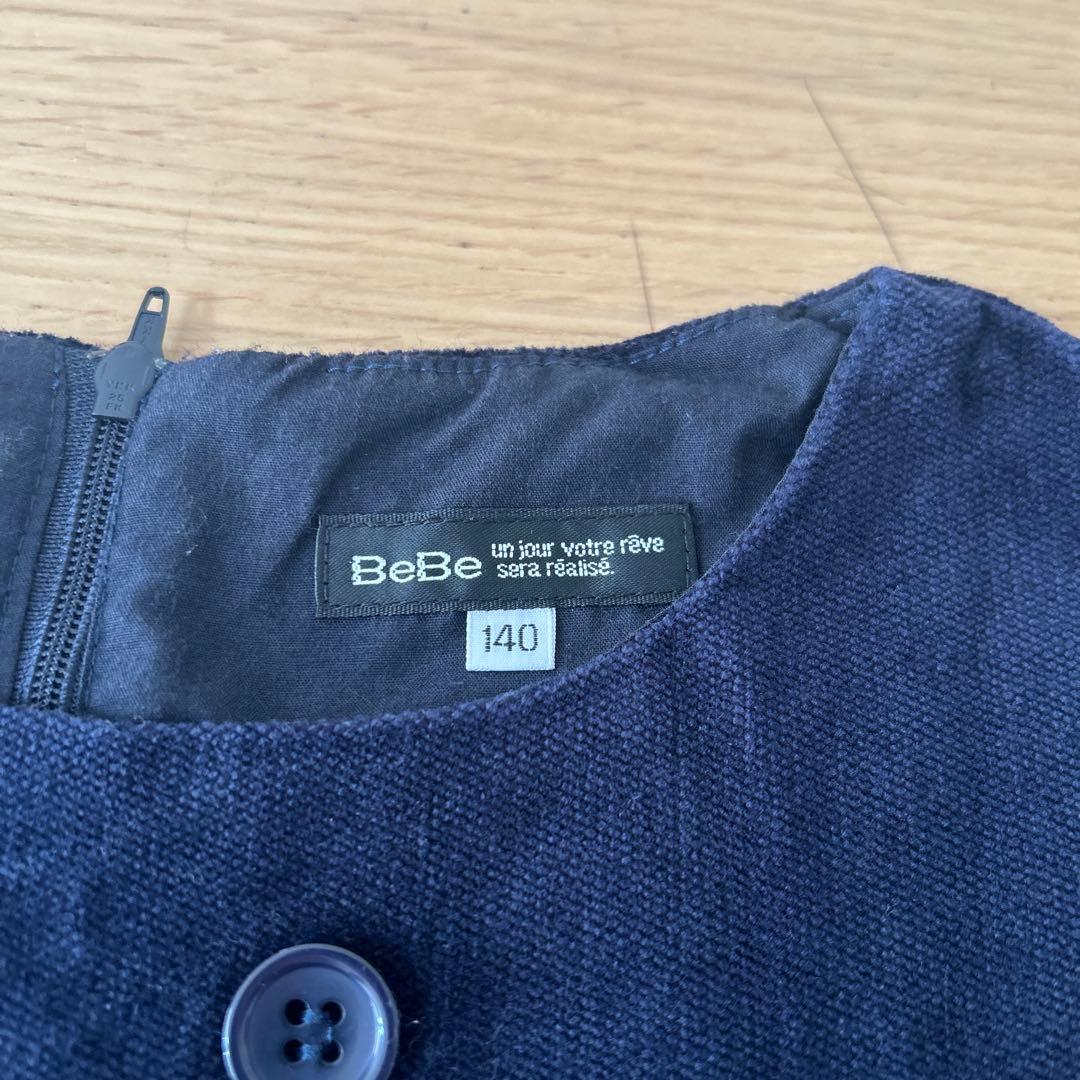 BeBe
un jour votre rêve
sera réalisé.
140